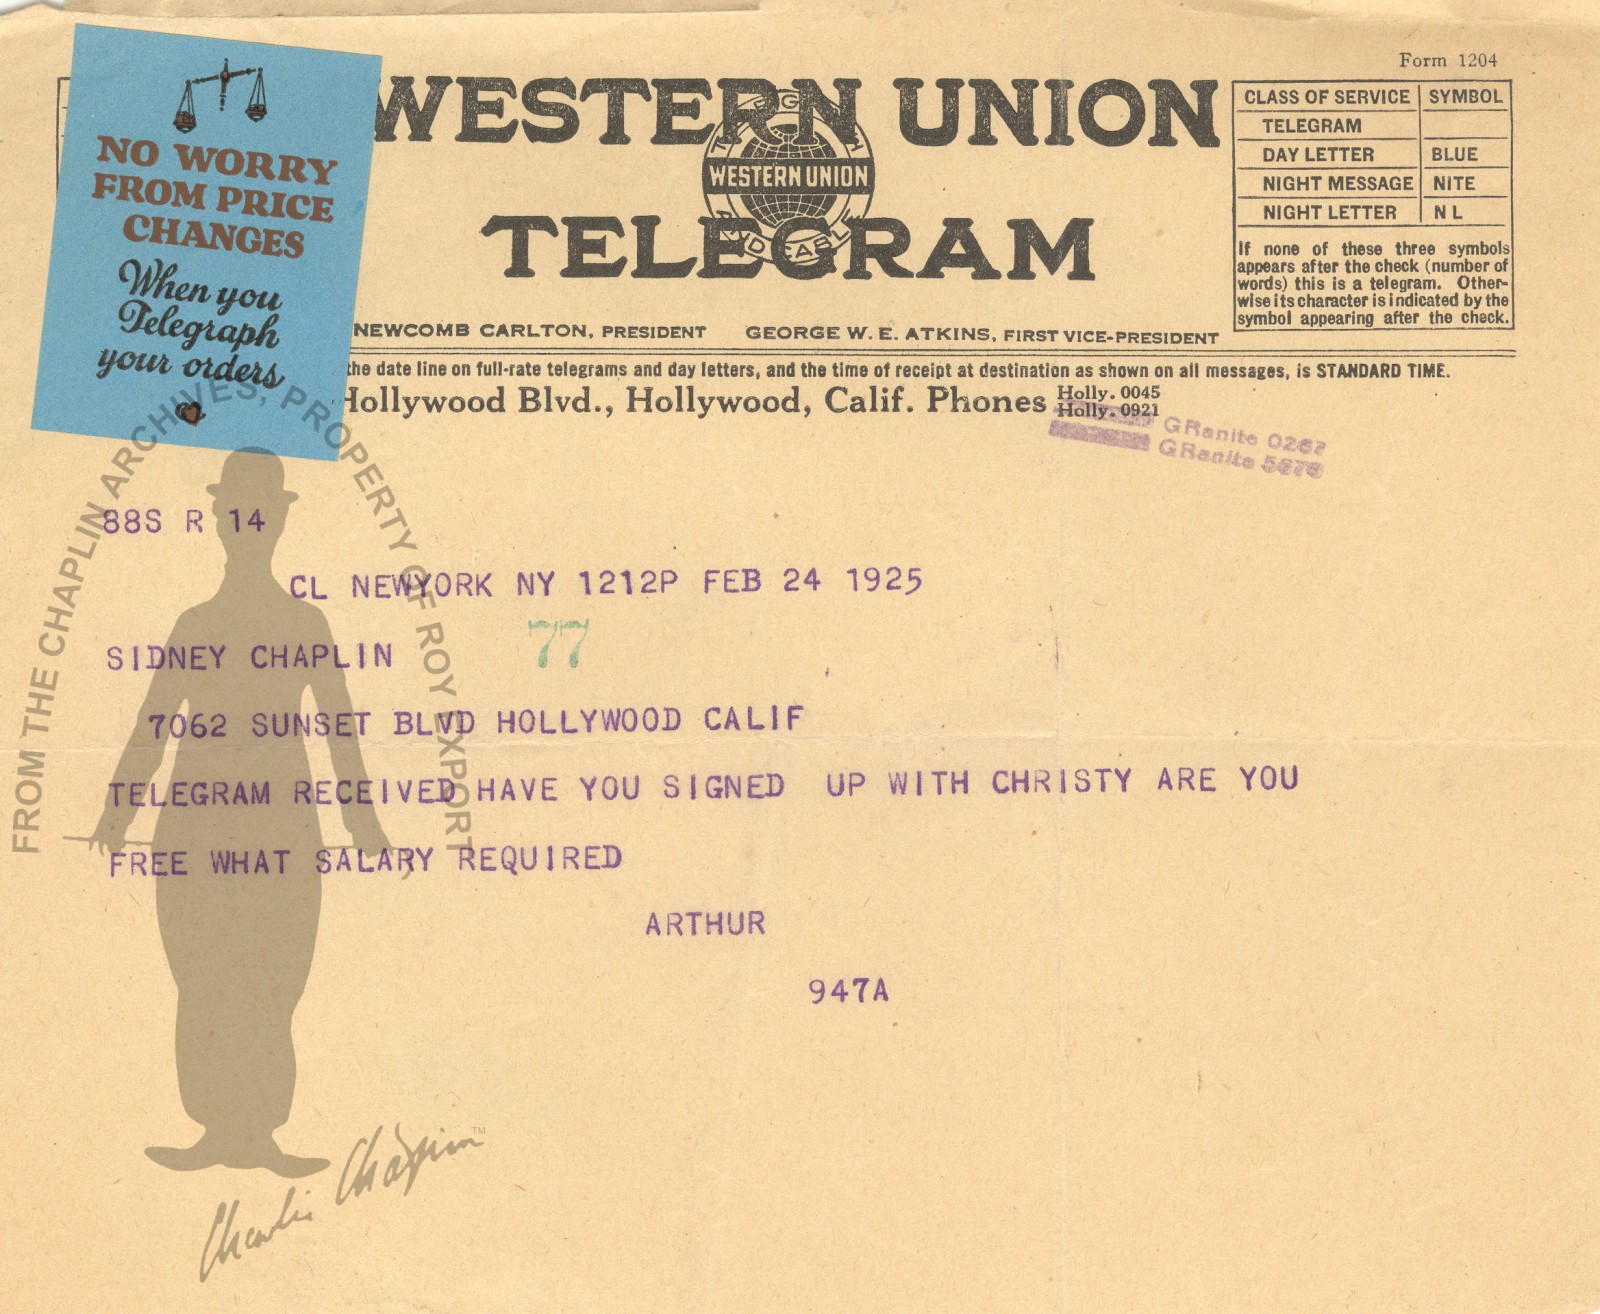 Form 1204
NO WORRY
FROM PRICE
CHANGES
When you
Telegraph
your orders
WESTERN UNION
WESTERN UNION
TELEGRAM
NEWCOMB CARLTON, PRESIDENT GEORGE W. E. ATKINS, FIRST VICE-PRESIDENT
CLASS OF SERVICE SYMBOL
TELEGRAM
DAY LETTER BLUE
NIGHT MESSAGE NITE
NIGHT LETTER N L
If none of these three symbols
appears after the check (number of
words) this is a telegram. Other-
wise its character is indicated by the
symbol appearing after the check.
the date line on full-rate telegrams and day letters, and the time of receipt at destination as shown on all messages, is STANDARD TIME.
Hollywood Blvd., Hollywood, Calif. Phones Holly. 0045
Holly. 0921
GRanite 0267
GRanite
88S R 14
CL NEWYORK NY 1212P FEB 24 1925
77
SIDNEY CHAPLIN
7062 SUNSET BLVD HOLLYWOOD CALIF
TELEGRAM RECEIVED HAVE YOU SIGNED UP WITH CHRISTY ARE YOU
FREE WHAT SALARY REQUIRED
ARTHUR
947A
FROM THE CHAPLIN ARCHIVES, PROPERTY OF ROY EXPORT
Charlie Chaplin™